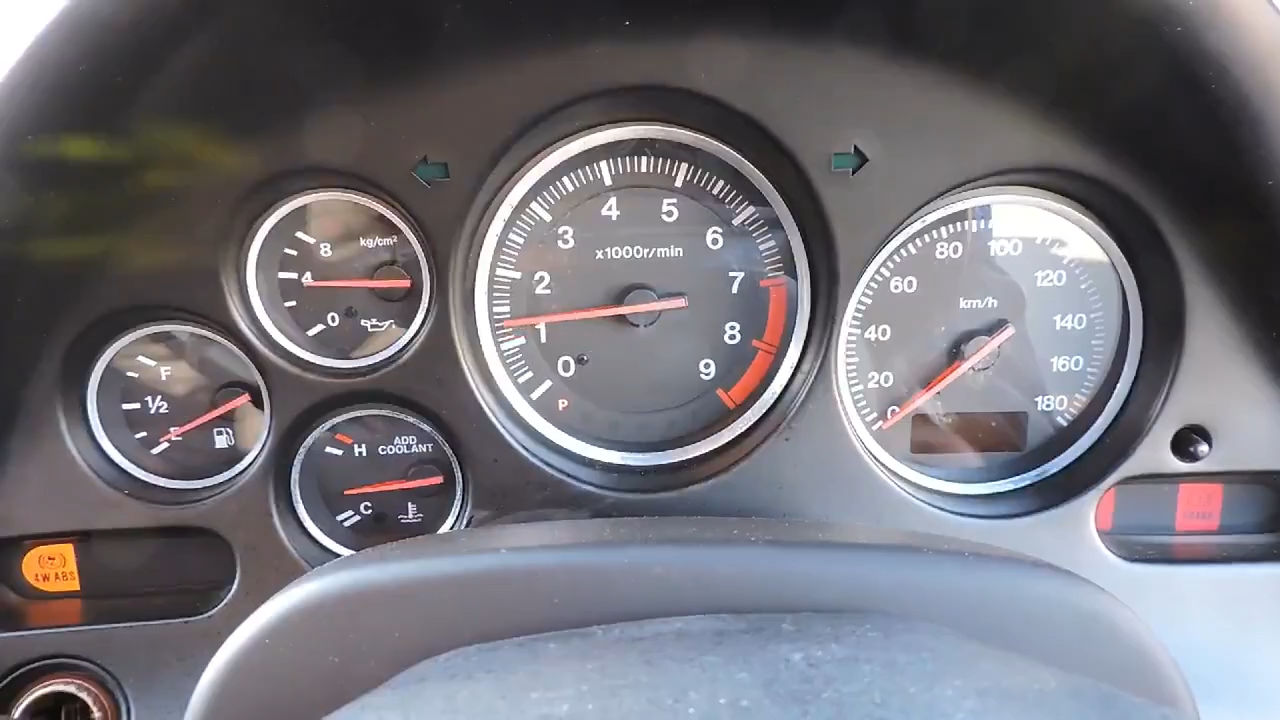 8
kg/cm²
4
0
F
½
E
H
ADD
COOLANT
C
4 5
3 6
x1000r/min
2 7
1 8
0 9
P
80 100
60 120
km/h
40 140
20 160
0 180
4W ABS